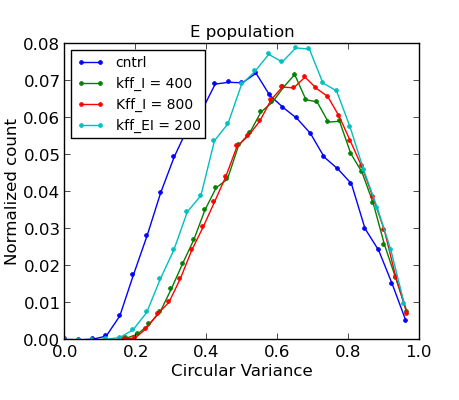 E population
cntrl
kff_I = 400
Kff_I = 800
kff_EI = 200
Normalized count
0.08
0.07
0.06
0.05
0.04
0.03
0.02
0.01
0.00
0.0 0.2 0.4 0.6 0.8 1.0
Circular Variance